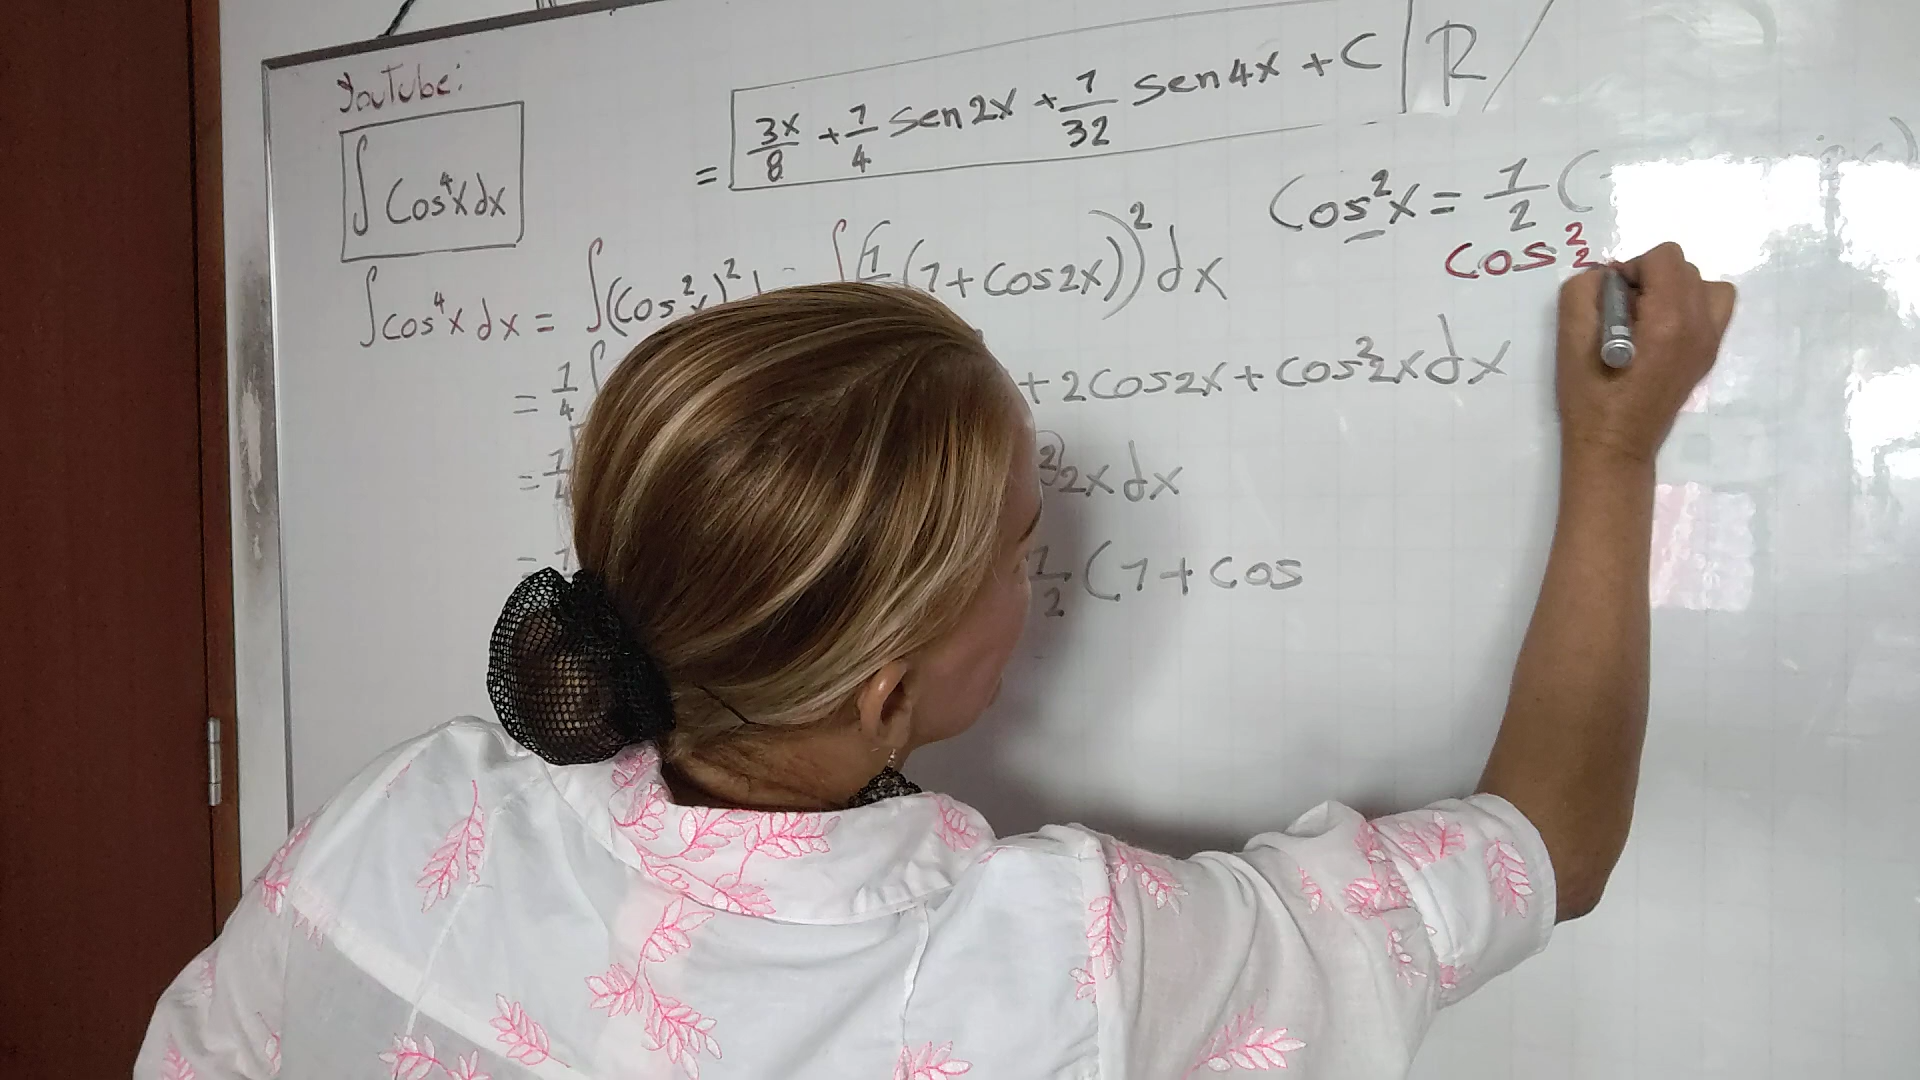 YouTube:
∫ Cos⁴x dx
= 3x/8 + 1/4 sen 2x + 1/32 sen 4x + C R/
Cos²x = 1/2 (
cos²2
∫ cos⁴x dx = ∫ (cos²x)² = ∫ (1/ (1 + cos2x))² dx
= 1/4 ∫ + 2cos2x + cos²2x dx
= 1/4 ²2x dx
= 1 1/2 (1 + cos